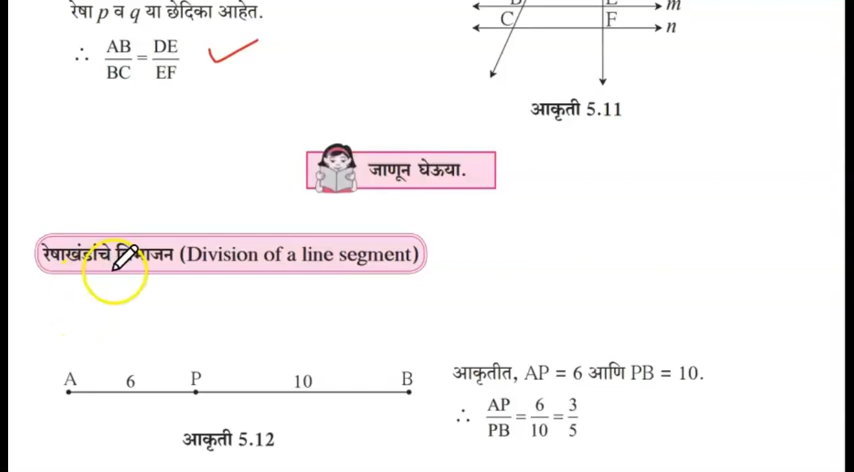 रेषा p व q या छेदिका आहेत.
∴ AB/BC = DE/EF
E m
C F n
आकृती 5.11
जाणून घेऊया.
रेषाखंडांचे विभाजन (Division of a line segment)
A 6 P 10 B
आकृतीत, AP = 6 आणि PB = 10.
∴ AP/PB = 6/10 = 3/5
आकृती 5.12